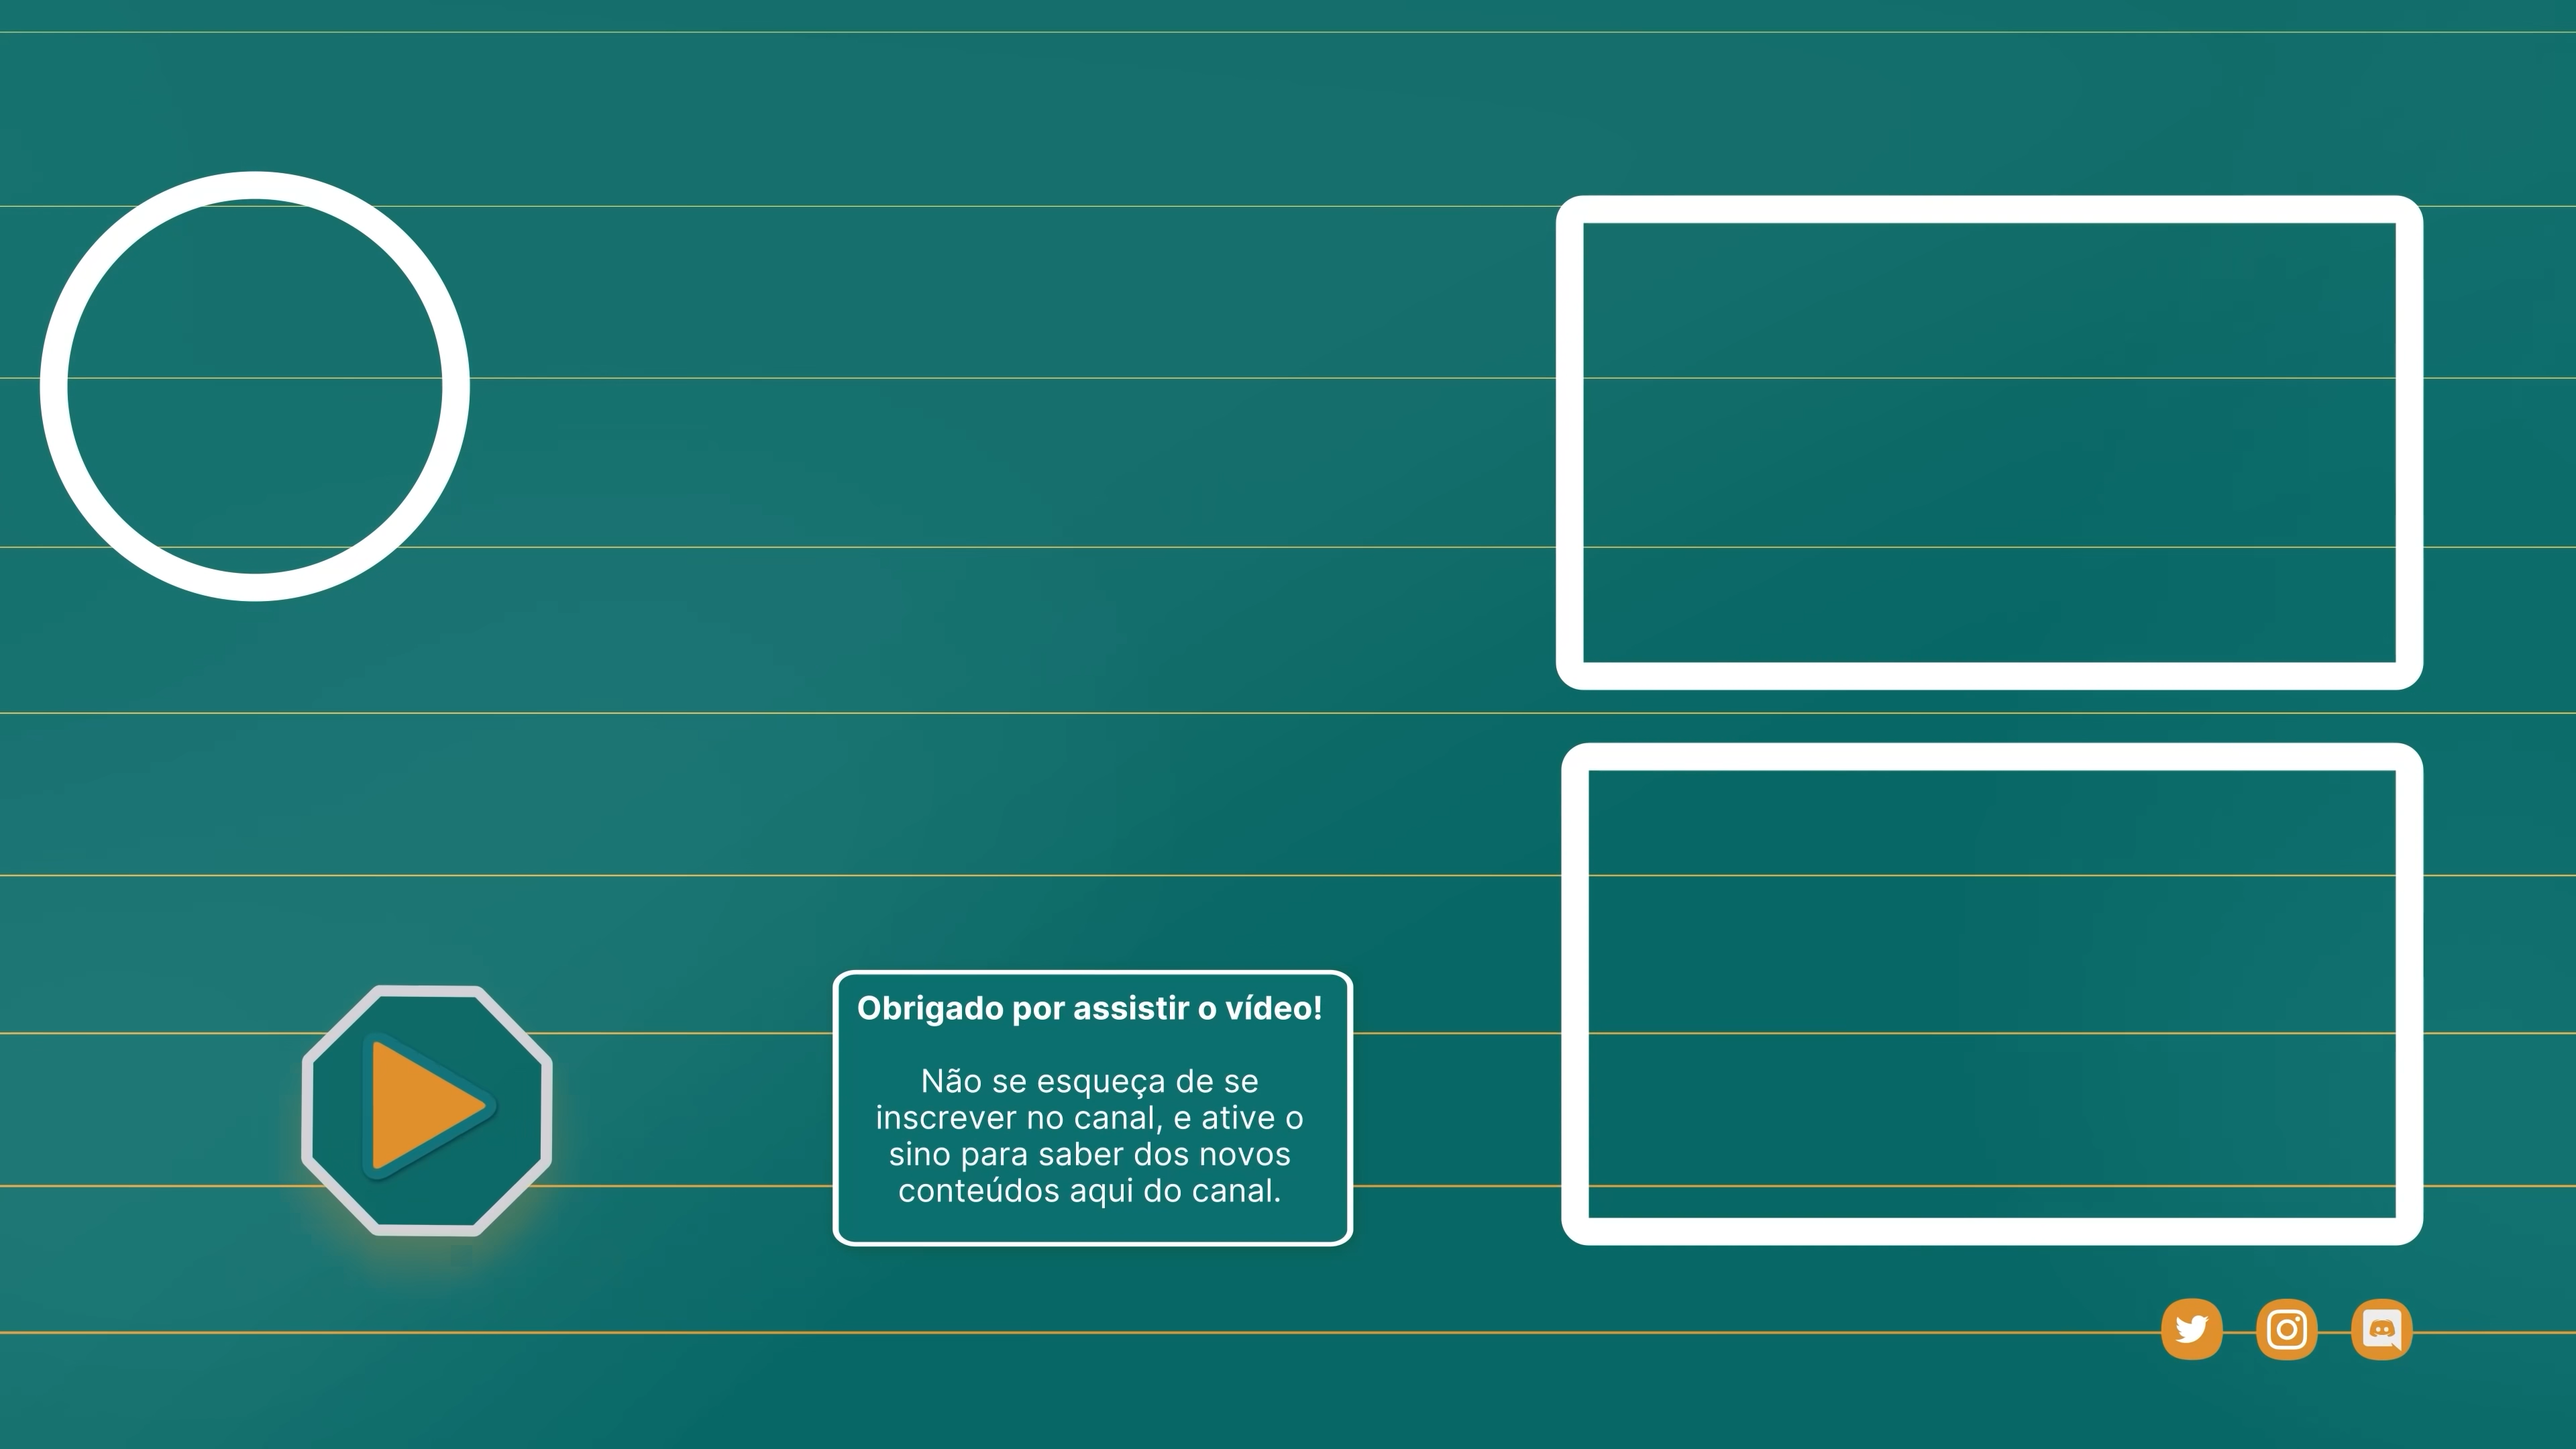 Obrigado por assistir o vídeo!
Não se esqueça de se
inscrever no canal, e ative o
sino para saber dos novos
conteúdos aqui do canal.